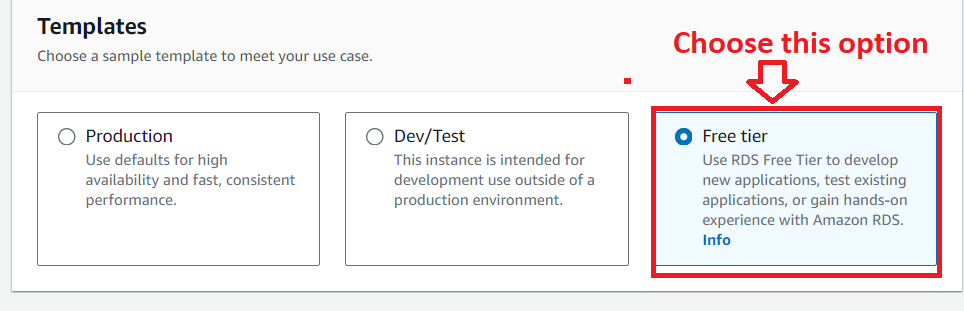 Templates
Choose a sample template to meet your use case.
Choose this option
Production
Use defaults for high
availability and fast, consistent
performance.
Dev/Test
This instance is intended for
development use outside of a
production environment.
Free tier
Use RDS Free Tier to develop
new applications, test existing
applications, or gain hands-on
experience with Amazon RDS.
Info